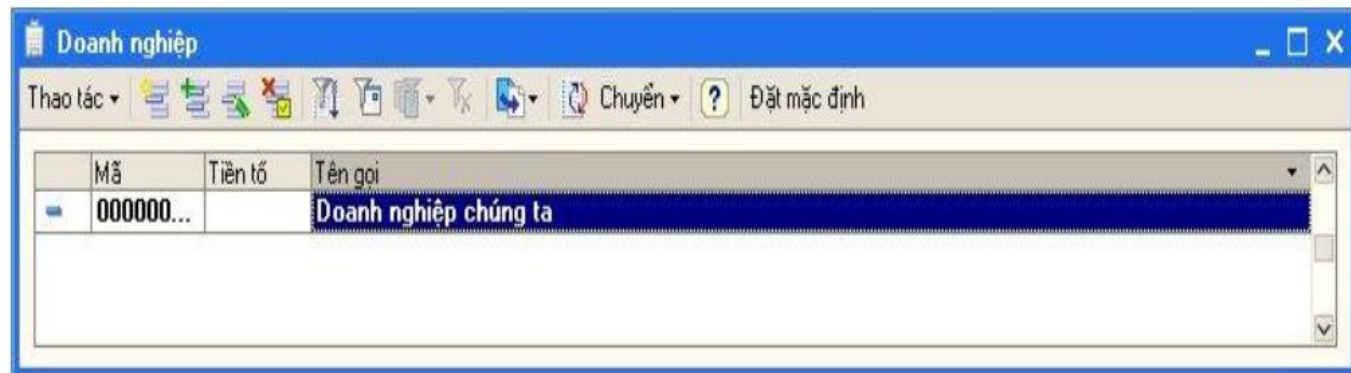 Doanh nghiệp
Thao tác Chuyển ? Đặt mặc định
Mã Tiền tố Tên gọi
000000... Doanh nghiệp chúng ta